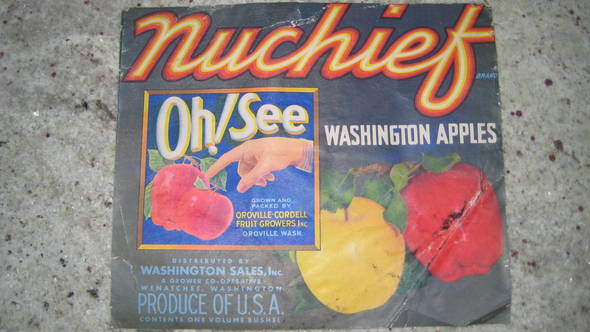 Nuchief
BRAND
Oh! See
WASHINGTON APPLES
GROWN AND
PACKED BY
OROVILLE-CORDELL
FRUIT GROWERS INC
OROVILLE, WASH.
DISTRIBUTED BY
WASHINGTON SALES, INC.
A GROWER CO-OPERATIVE
WENATCHEE, WASHINGTON
PRODUCE OF U.S.A.
CONTENTS ONE VOLUME BUSHEL